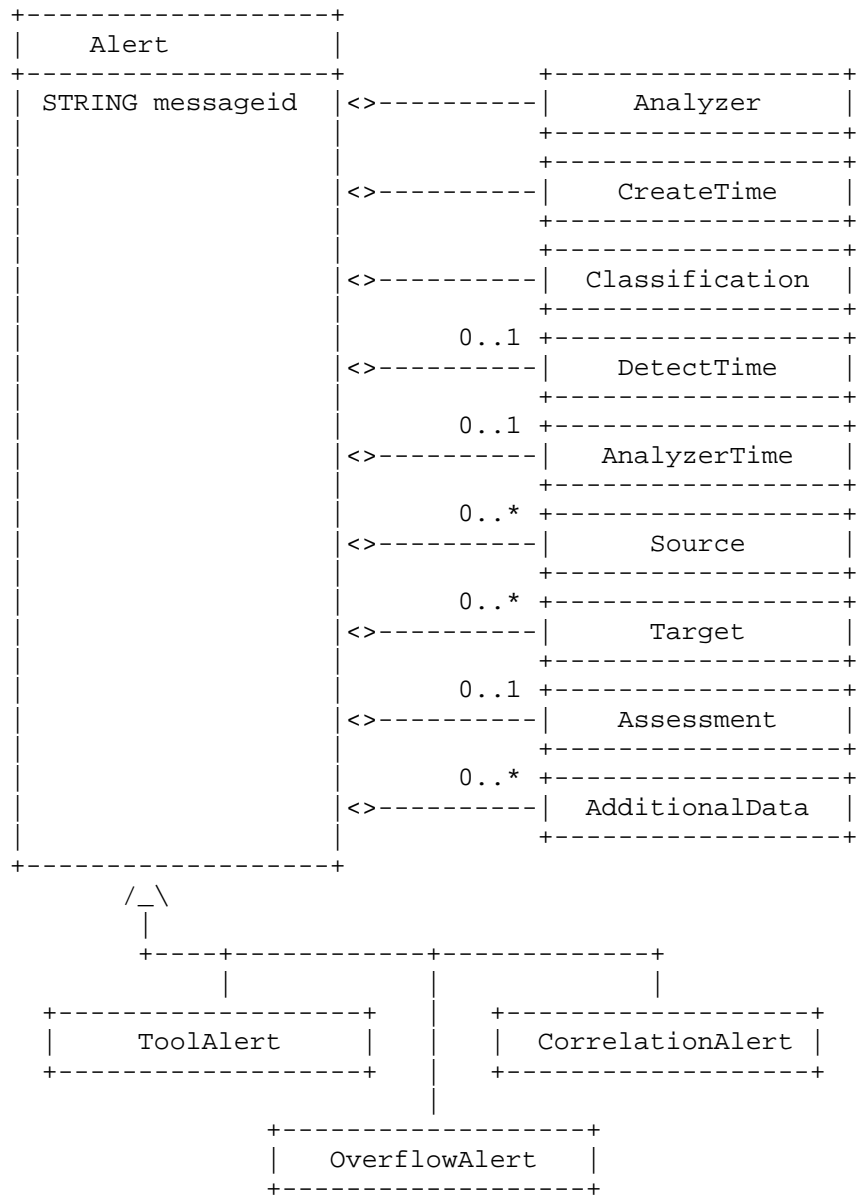 +-------------------+
|    Alert          |
+-------------------+            +------------------+
| STRING messageid  |<>----------|     Analyzer     |
|                   |            +------------------+
|                   |            +------------------+
|                   |<>----------|    CreateTime    |
|                   |            +------------------+
|                   |            +------------------+
|                   |<>----------|  Classification  |
|                   |            +------------------+
|                   |       0..1 +------------------+
|                   |<>----------|    DetectTime    |
|                   |            +------------------+
|                   |       0..1 +------------------+
|                   |<>----------|   AnalyzerTime   |
|                   |            +------------------+
|                   |       0..* +------------------+
|                   |<>----------|      Source      |
|                   |            +------------------+
|                   |       0..* +------------------+
|                   |<>----------|      Target      |
|                   |            +------------------+
|                   |       0..1 +------------------+
|                   |<>----------|    Assessment    |
|                   |            +------------------+
|                   |       0..* +------------------+
|                   |<>----------|  AdditionalData  |
|                   |            +------------------+
+-------------------+
       /_\
        |
        +----+------------+-------------+
             |            |             |
  +-------------------+   |   +-------------------+
  |     ToolAlert     |   |   |  CorrelationAlert |
  +-------------------+   |   +-------------------+
                          |
                +-------------------+
                |   OverflowAlert   |
                +-------------------+